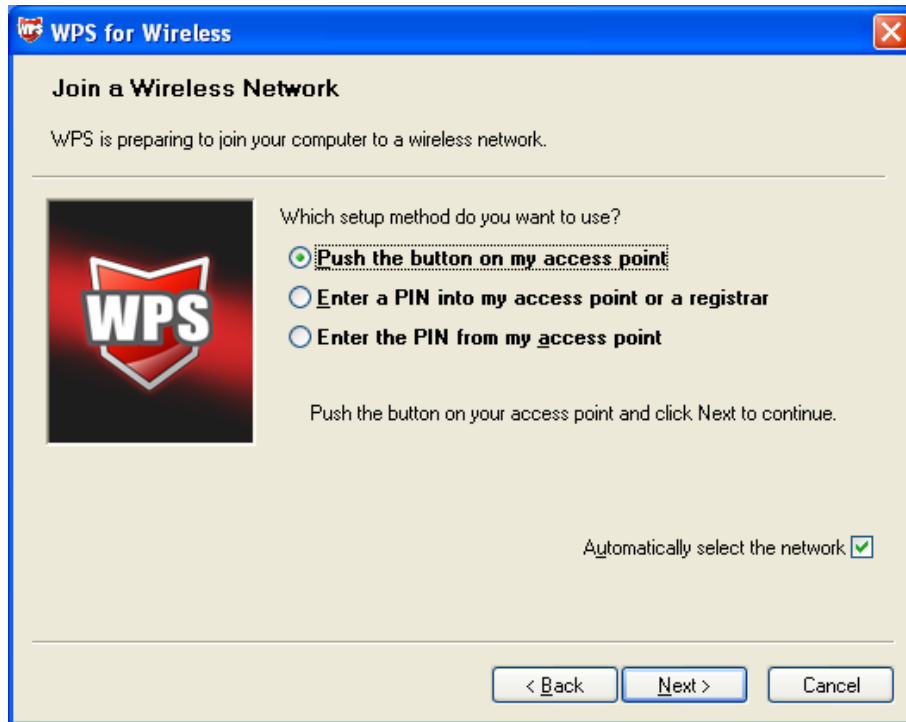 WPS for Wireless
Join a Wireless Network
WPS is preparing to join your computer to a wireless network.
WPS
Which setup method do you want to use?
Push the button on my access point
Enter a PIN into my access point or a registrar
Enter the PIN from my access point
Push the button on your access point and click Next to continue.
Automatically select the network
< Back
Next >
Cancel